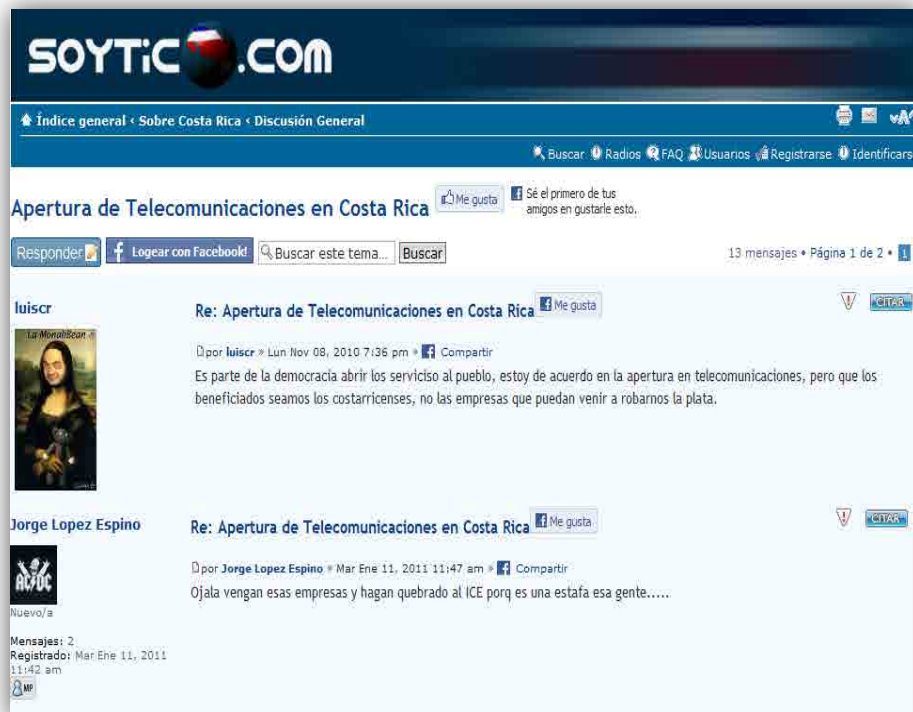 SOYTiC .COM
Índice general ‹ Sobre Costa Rica ‹ Discusión General
Buscar Radios FAQ Usuarios Registrarse Identificars
Apertura de Telecomunicaciones en Costa Rica Me gusta Sé el primero de tus
amigos en gustarle esto.
Responder Logear con Facebook! Buscar este tema... Buscar 13 mensajes • Página 1 de 2 • 1
luiscr
Re: Apertura de Telecomunicaciones en Costa Rica Me gusta CITAR
La MonaliBean
por luiscr » Lun Nov 08, 2010 7:36 pm » Compartir
Es parte de la democracia abrir los serviciso al pueblo, estoy de acuerdo en la apertura en telecomunicaciones, pero que los
beneficiados seamos los costarricenses, no las empresas que puedan venir a robarnos la plata.
Jorge Lopez Espino
Re: Apertura de Telecomunicaciones en Costa Rica Me gusta CITAR
por Jorge Lopez Espino » Mar Ene 11, 2011 11:47 am » Compartir
AC/DC
Ojala vengan esas empresas y hagan quebrado al ICE porq es una estafa esa gente.....
Nuevo/a
Mensajes: 2
Registrado: Mar Ene 11, 2011
11:42 am
MP